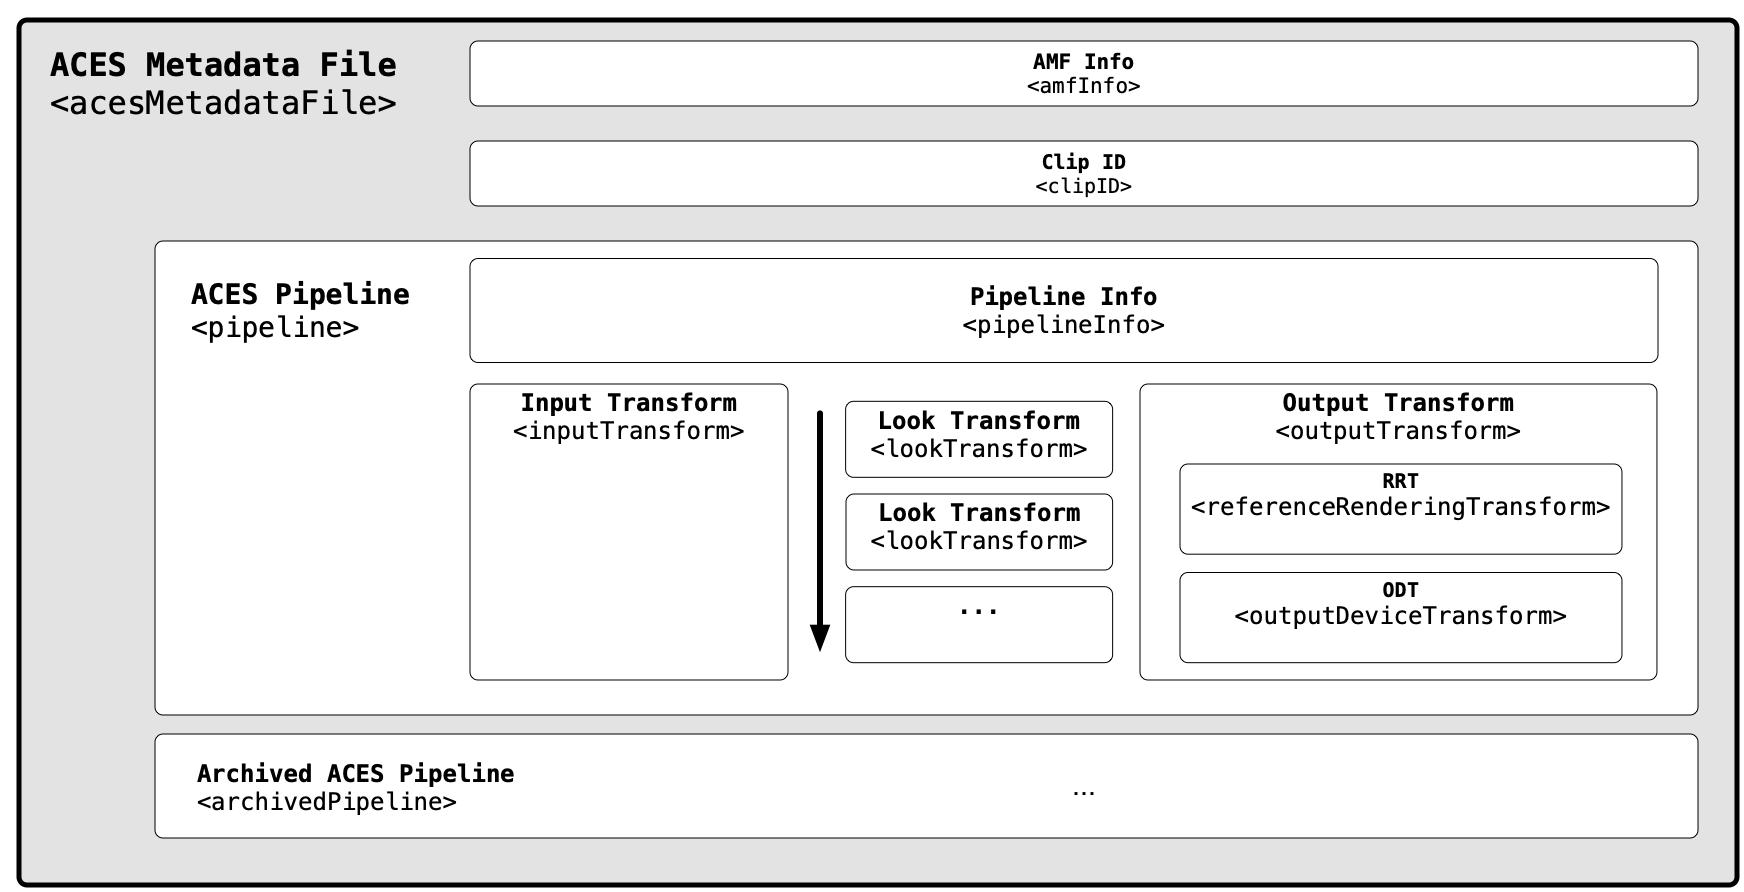 ACES Metadata File
<acesMetadataFile>
AMF Info
<amfInfo>
Clip ID
<clipID>
ACES Pipeline
<pipeline>
Pipeline Info
<pipelineInfo>
Input Transform
<inputTransform>
Look Transform
<lookTransform>
Look Transform
<lookTransform>
...
Output Transform
<outputTransform>
RRT
<referenceRenderingTransform>
ODT
<outputDeviceTransform>
Archived ACES Pipeline
<archivedPipeline>
...